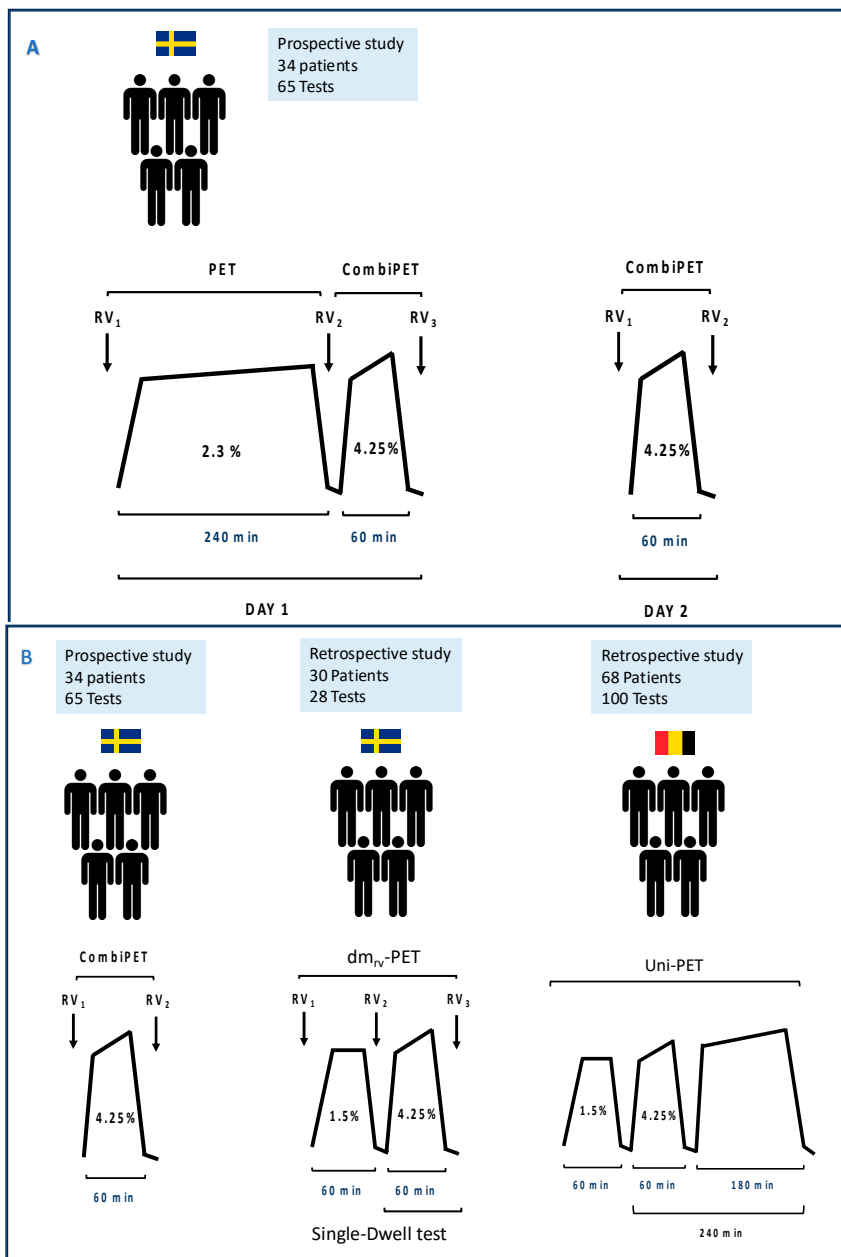 A
Prospective study
34 patients
65 Tests
PET
CombiPET
CombiPET
RV₁
RV₂
RV₃
RV₁
RV₂
2.3 %
4.25%
4.25%
240 min
60 min
60 min
DAY 1
DAY 2
B
Prospective study
34 patients
65 Tests
Retrospective study
30 Patients
28 Tests
Retrospective study
68 Patients
100 Tests
CombiPET
dmᵣᵥ-PET
Uni-PET
RV₁
RV₂
RV₁
RV₂
RV₃
4.25%
1.5%
4.25%
1.5%
4.25%
60 min
60 min
60 min
60 min
60 min
180 min
Single-Dwell test
240 min